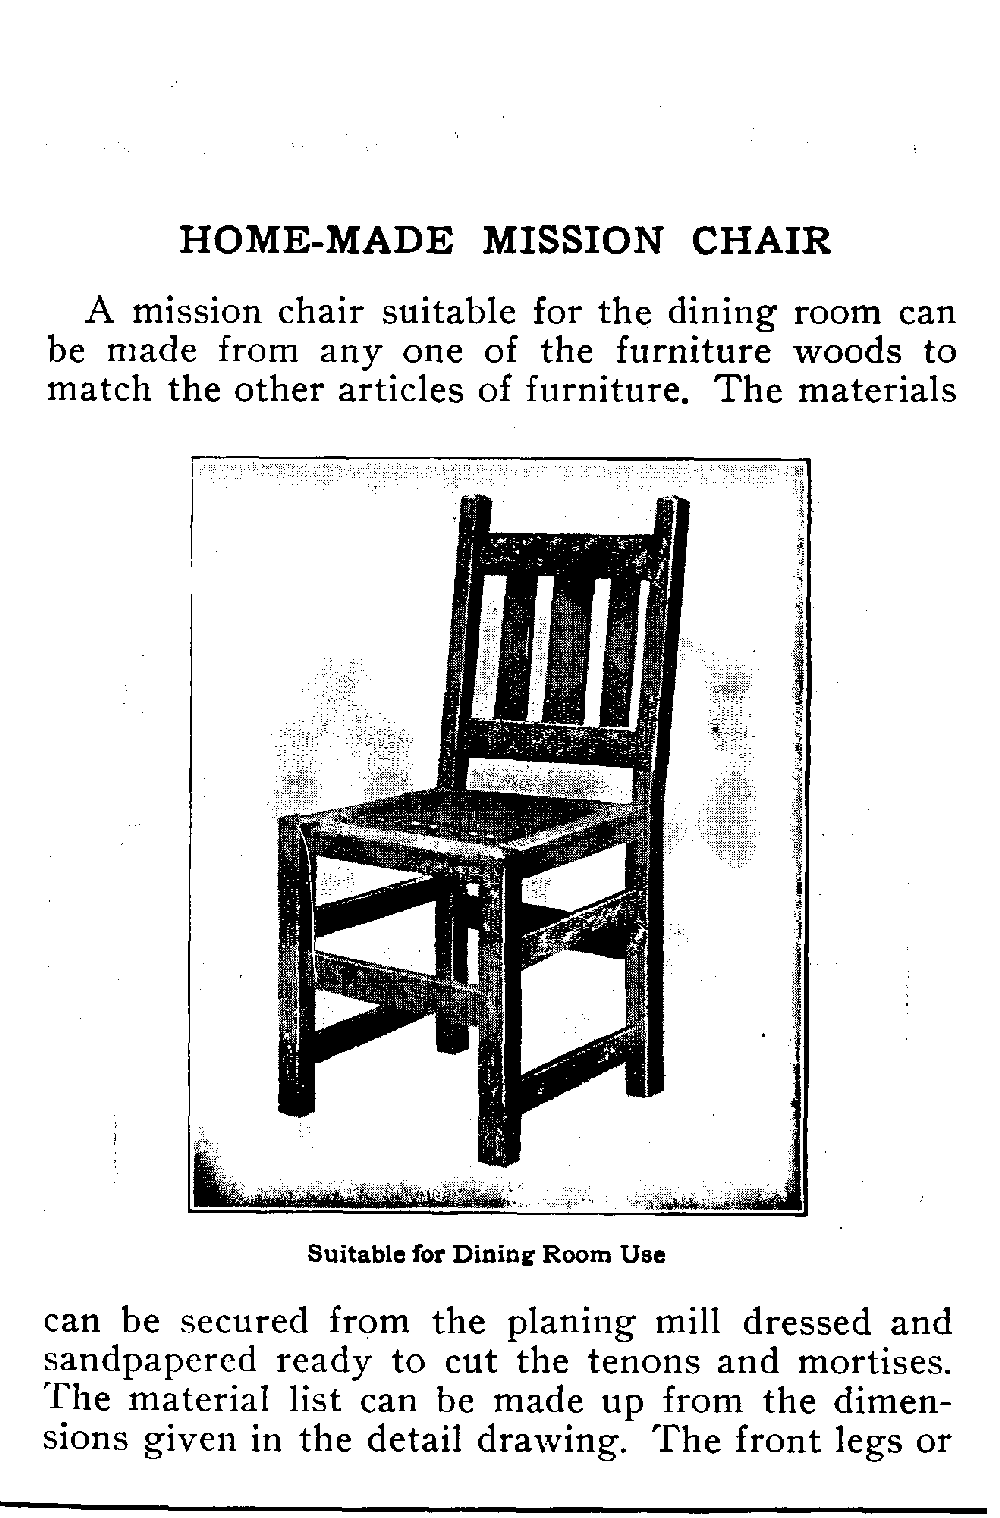 HOME-MADE MISSION CHAIR
A mission chair suitable for the dining room can
be made from any one of the furniture woods to
match the other articles of furniture. The materials
Suitable for Dining Room Use
can be secured from the planing mill dressed and
sandpapered ready to cut the tenons and mortises.
The material list can be made up from the dimen-
sions given in the detail drawing. The front legs or